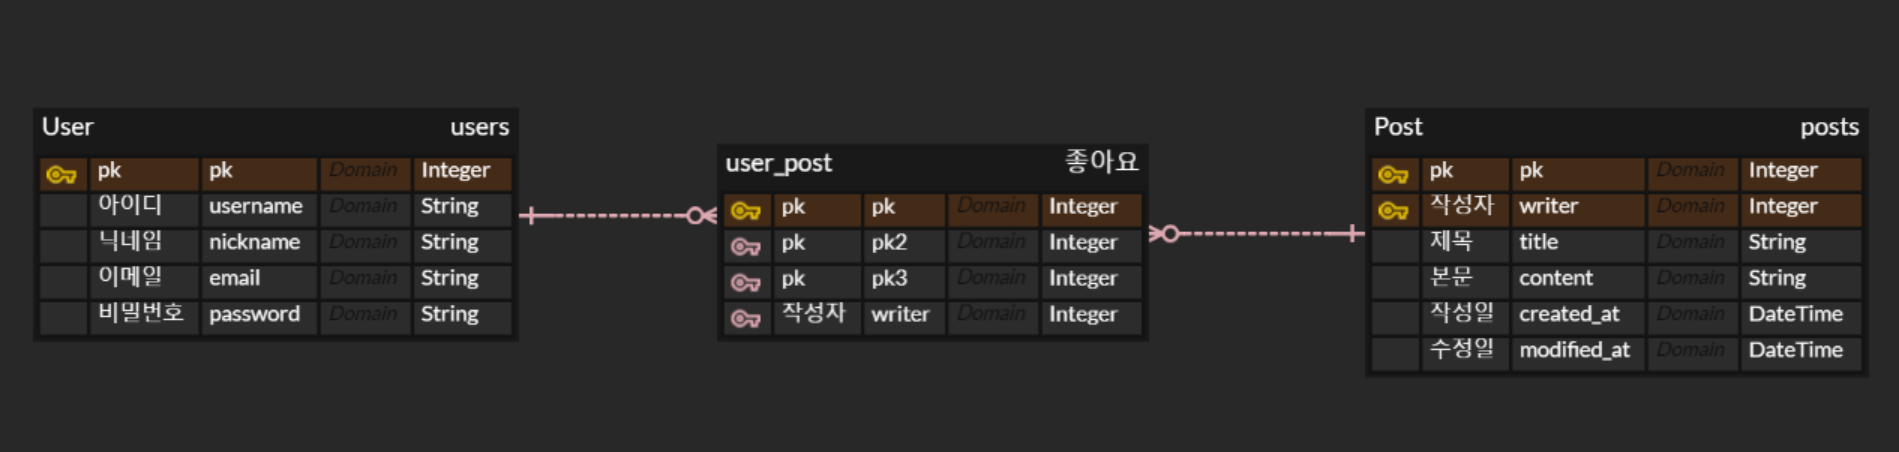 User users
pk pk Domain Integer
아이디 username Domain String
닉네임 nickname Domain String
이메일 email Domain String
비밀번호 password Domain String
user_post 좋아요
pk pk Domain Integer
pk pk2 Domain Integer
pk pk3 Domain Integer
작성자 writer Domain Integer
Post posts
pk pk Domain Integer
작성자 writer Domain Integer
제목 title Domain String
본문 content Domain String
작성일 created_at Domain DateTime
수정일 modified_at Domain DateTime